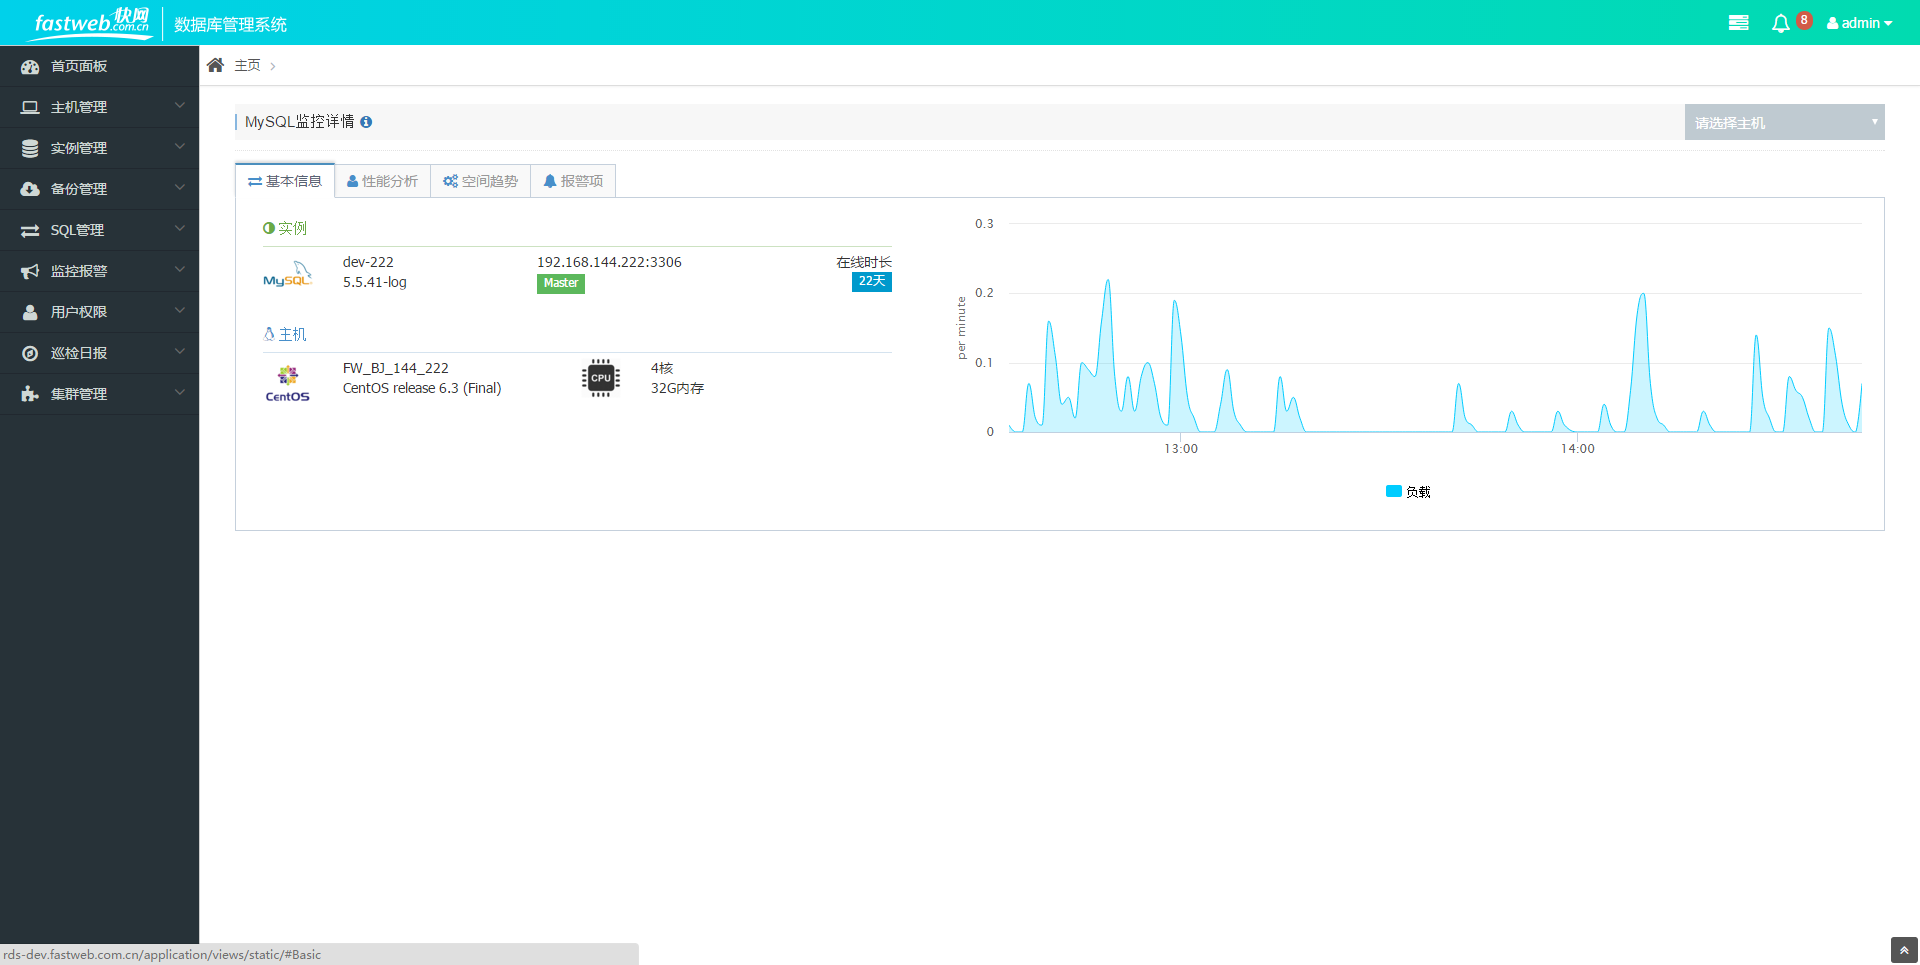 fastweb快网
.com.cn
数据库管理系统
8
admin
首页面板
主机管理
实例管理
备份管理
SQL管理
监控报警
用户权限
巡检日报
集群管理
主页
MySQL监控详情
请选择主机
基本信息
性能分析
空间趋势
报警项
实例
MySQL
dev-222
5.5.41-log
192.168.144.222:3306
Master
在线时长
22天
主机
CentOS
FW_BJ_144_222
CentOS release 6.3 (Final)
CPU
4核
32G内存
per minute
0.3
0.2
0.1
0
13:00
14:00
负载
rds-dev.fastweb.com.cn/application/views/static/#Basic